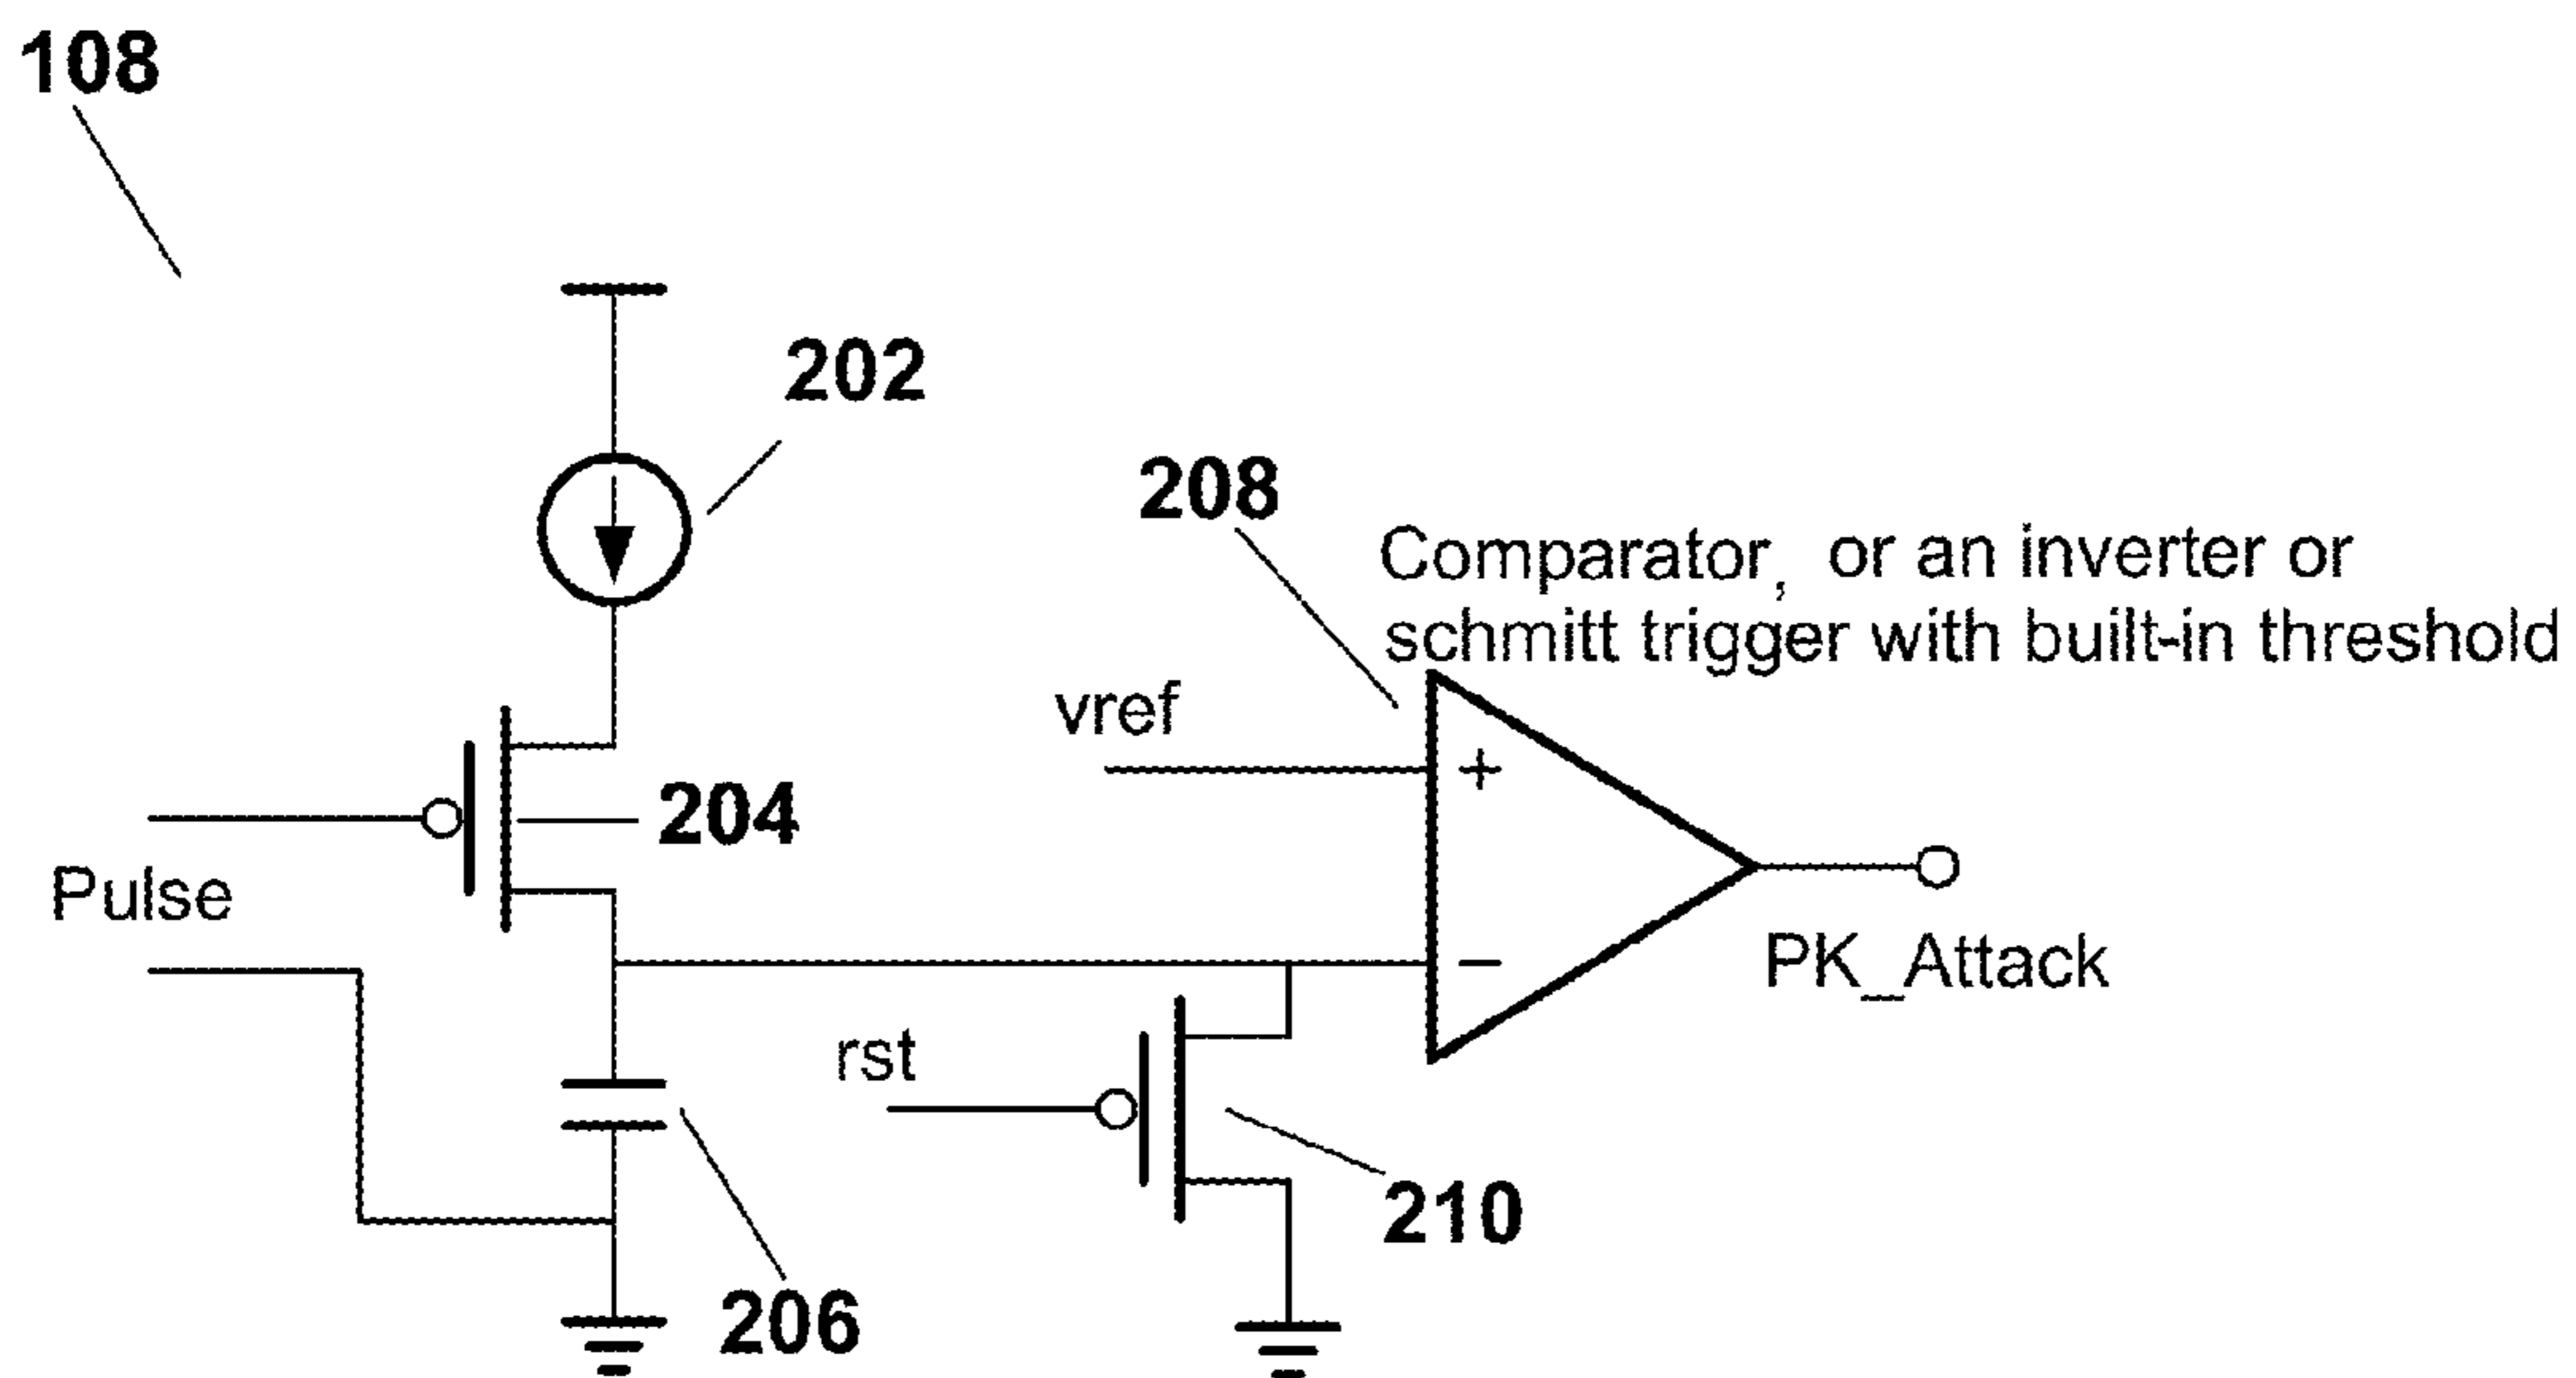 108
202
208
Comparator, or an inverter or
schmitt trigger with built-in threshold
vref
+
204
Pulse
−
PK_Attack
rst
210
206